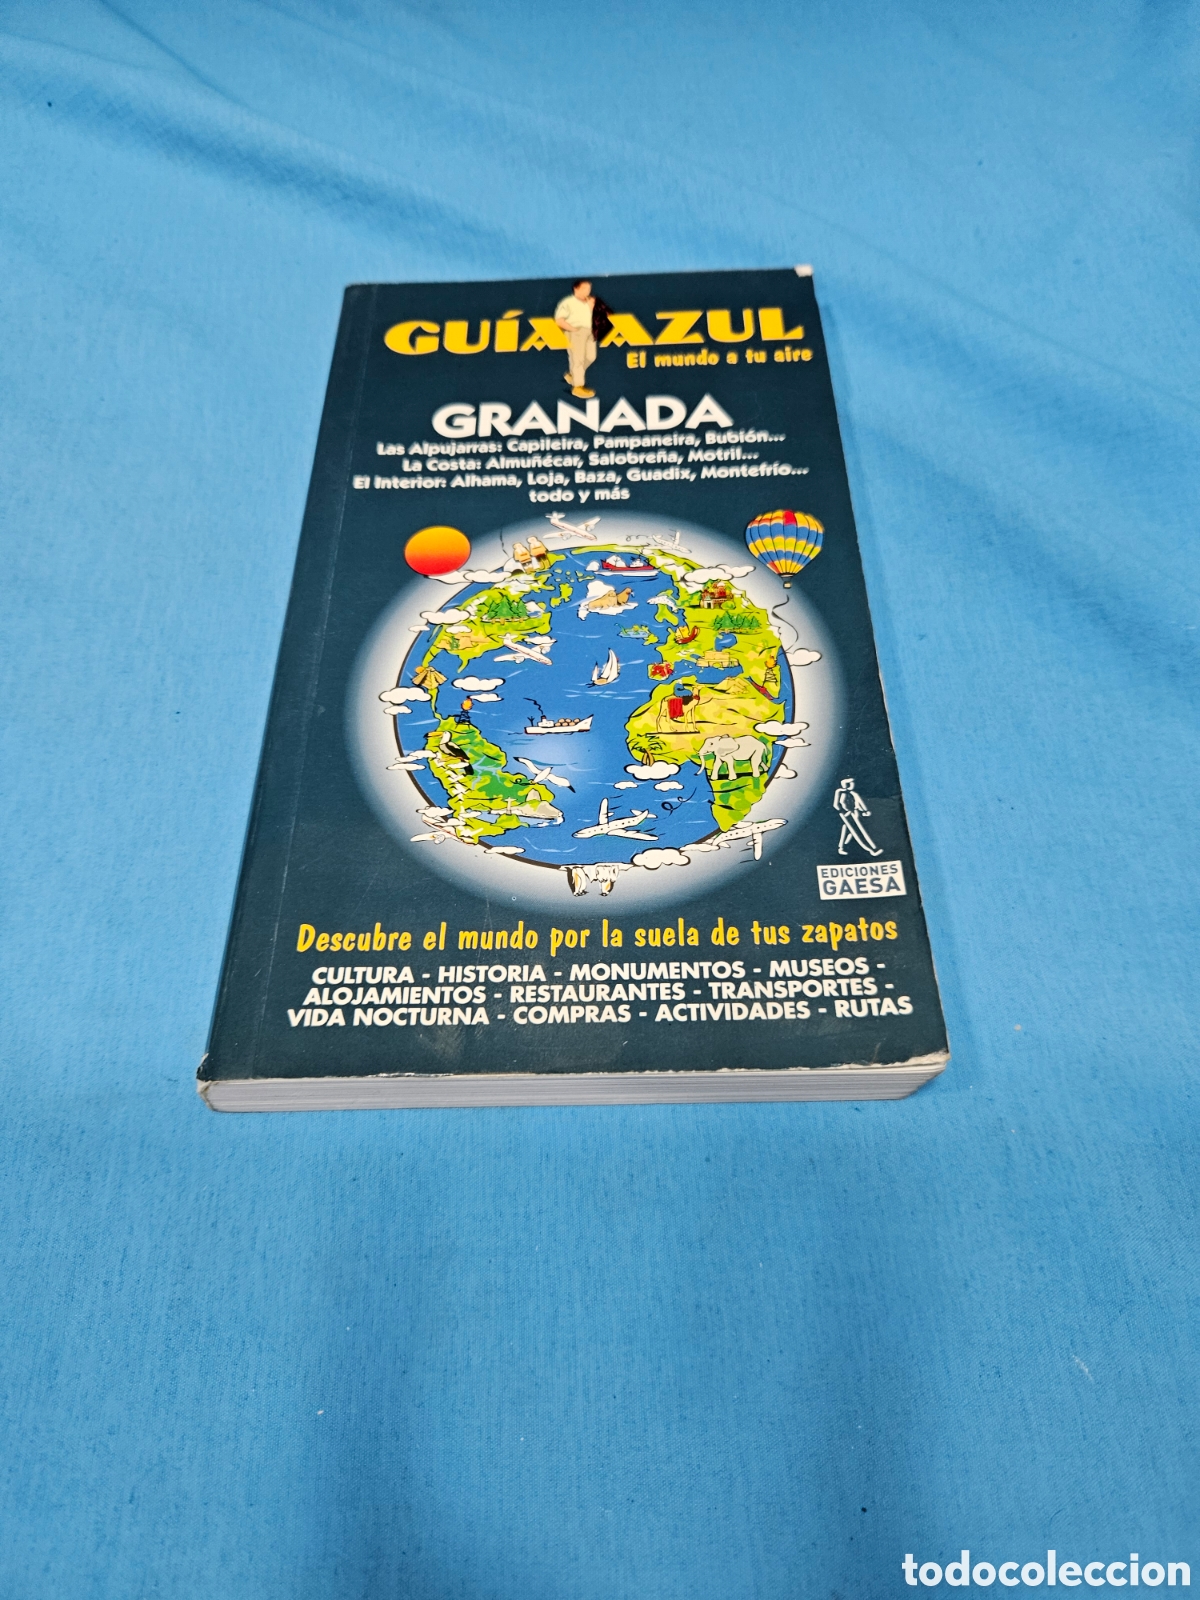 GUÍA AZUL
El mundo a tu aire
GRANADA
Las Alpujarras: Capileira, Pampaneira, Bubión...
La Costa: Almuñécar, Salobreña, Motril...
El Interior: Alhama, Loja, Baza, Guadix, Montefrío...
todo y más
EDICIONES
GAESA
Descubre el mundo por la suela de tus zapatos
CULTURA - HISTORIA - MONUMENTOS - MUSEOS -
ALOJAMIENTOS - RESTAURANTES - TRANSPORTES -
VIDA NOCTURNA - COMPRAS - ACTIVIDADES - RUTAS
todocoleccion